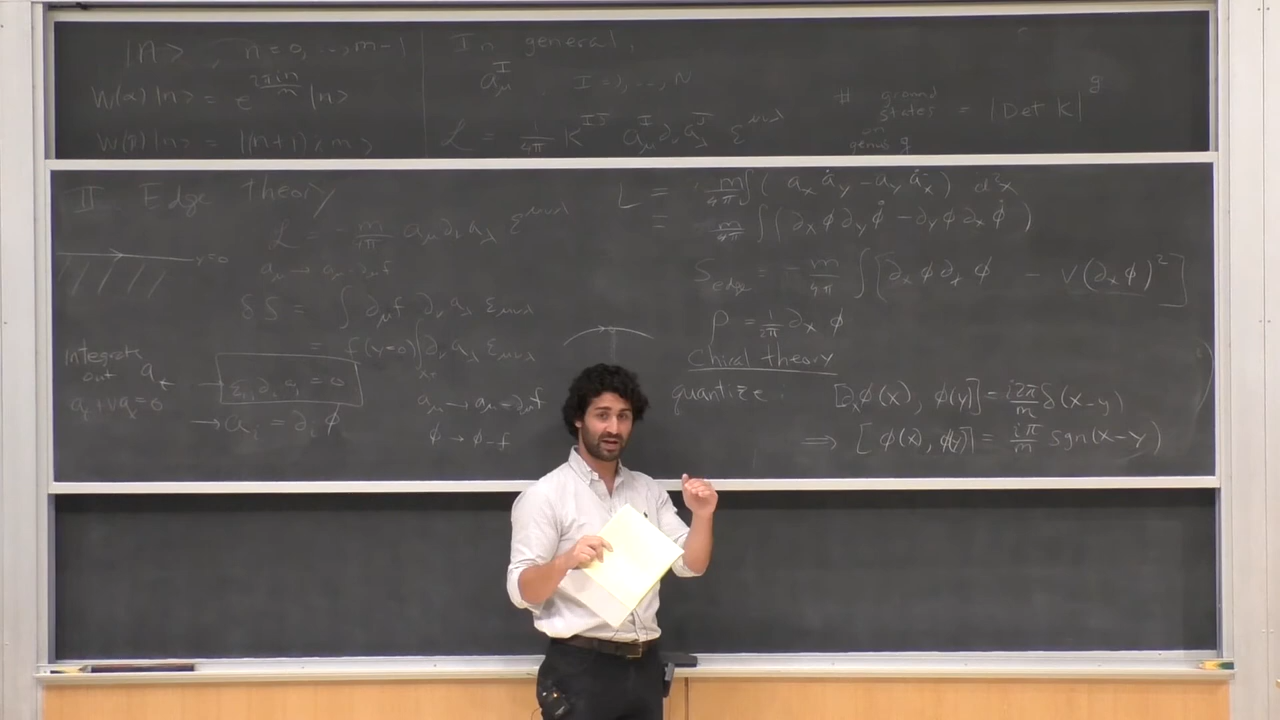 |n> , n = 0, ..., m-1
W(α)|n> = e^{2πin/m} |n>
W(β)|n> = |(n+1)%m>
In general,
a_μ^I I = 1, ..., N
ℒ = 1/4π K^{IJ} a_μ^I ∂_ν a_λ^J ε^{μνλ}
# ground states on genus g = |Det K|^g
II. Edge theory
y=0
ℒ = -m/4π a_μ ∂_ν a_λ ε^{μνλ}
a_μ → a_μ - ∂_μ f
δS = ∫ ∂_μ f ∂_ν a_λ ε_{μνλ}
= ∫_{x,t} f(y=0) ∂_ν a_λ ε_{μνλ}
Integrate out a_t
a_t + v a_x = 0
ε_{ij} ∂_i a_j = 0
→ a_i = ∂_i φ
a_μ → a_μ - ∂_μ f
φ → φ - f
L = m/4π ∫ ( a_x ȧ_y - a_y ȧ_x ) d²x
= m/4π ∫ ( ∂_x φ ∂_y φ̇ - ∂_y φ ∂_x φ̇ )
S_edge = - m/4π ∫ [ ∂_x φ ∂_t φ - v(∂_x φ)² ]
ρ = 1/2π ∂_x φ
Chiral theory
quantize: [∂_x φ(x), φ(y)] = i2π/m δ(x-y)
⟹ [φ(x), φ(y)] = iπ/m sgn(x-y)